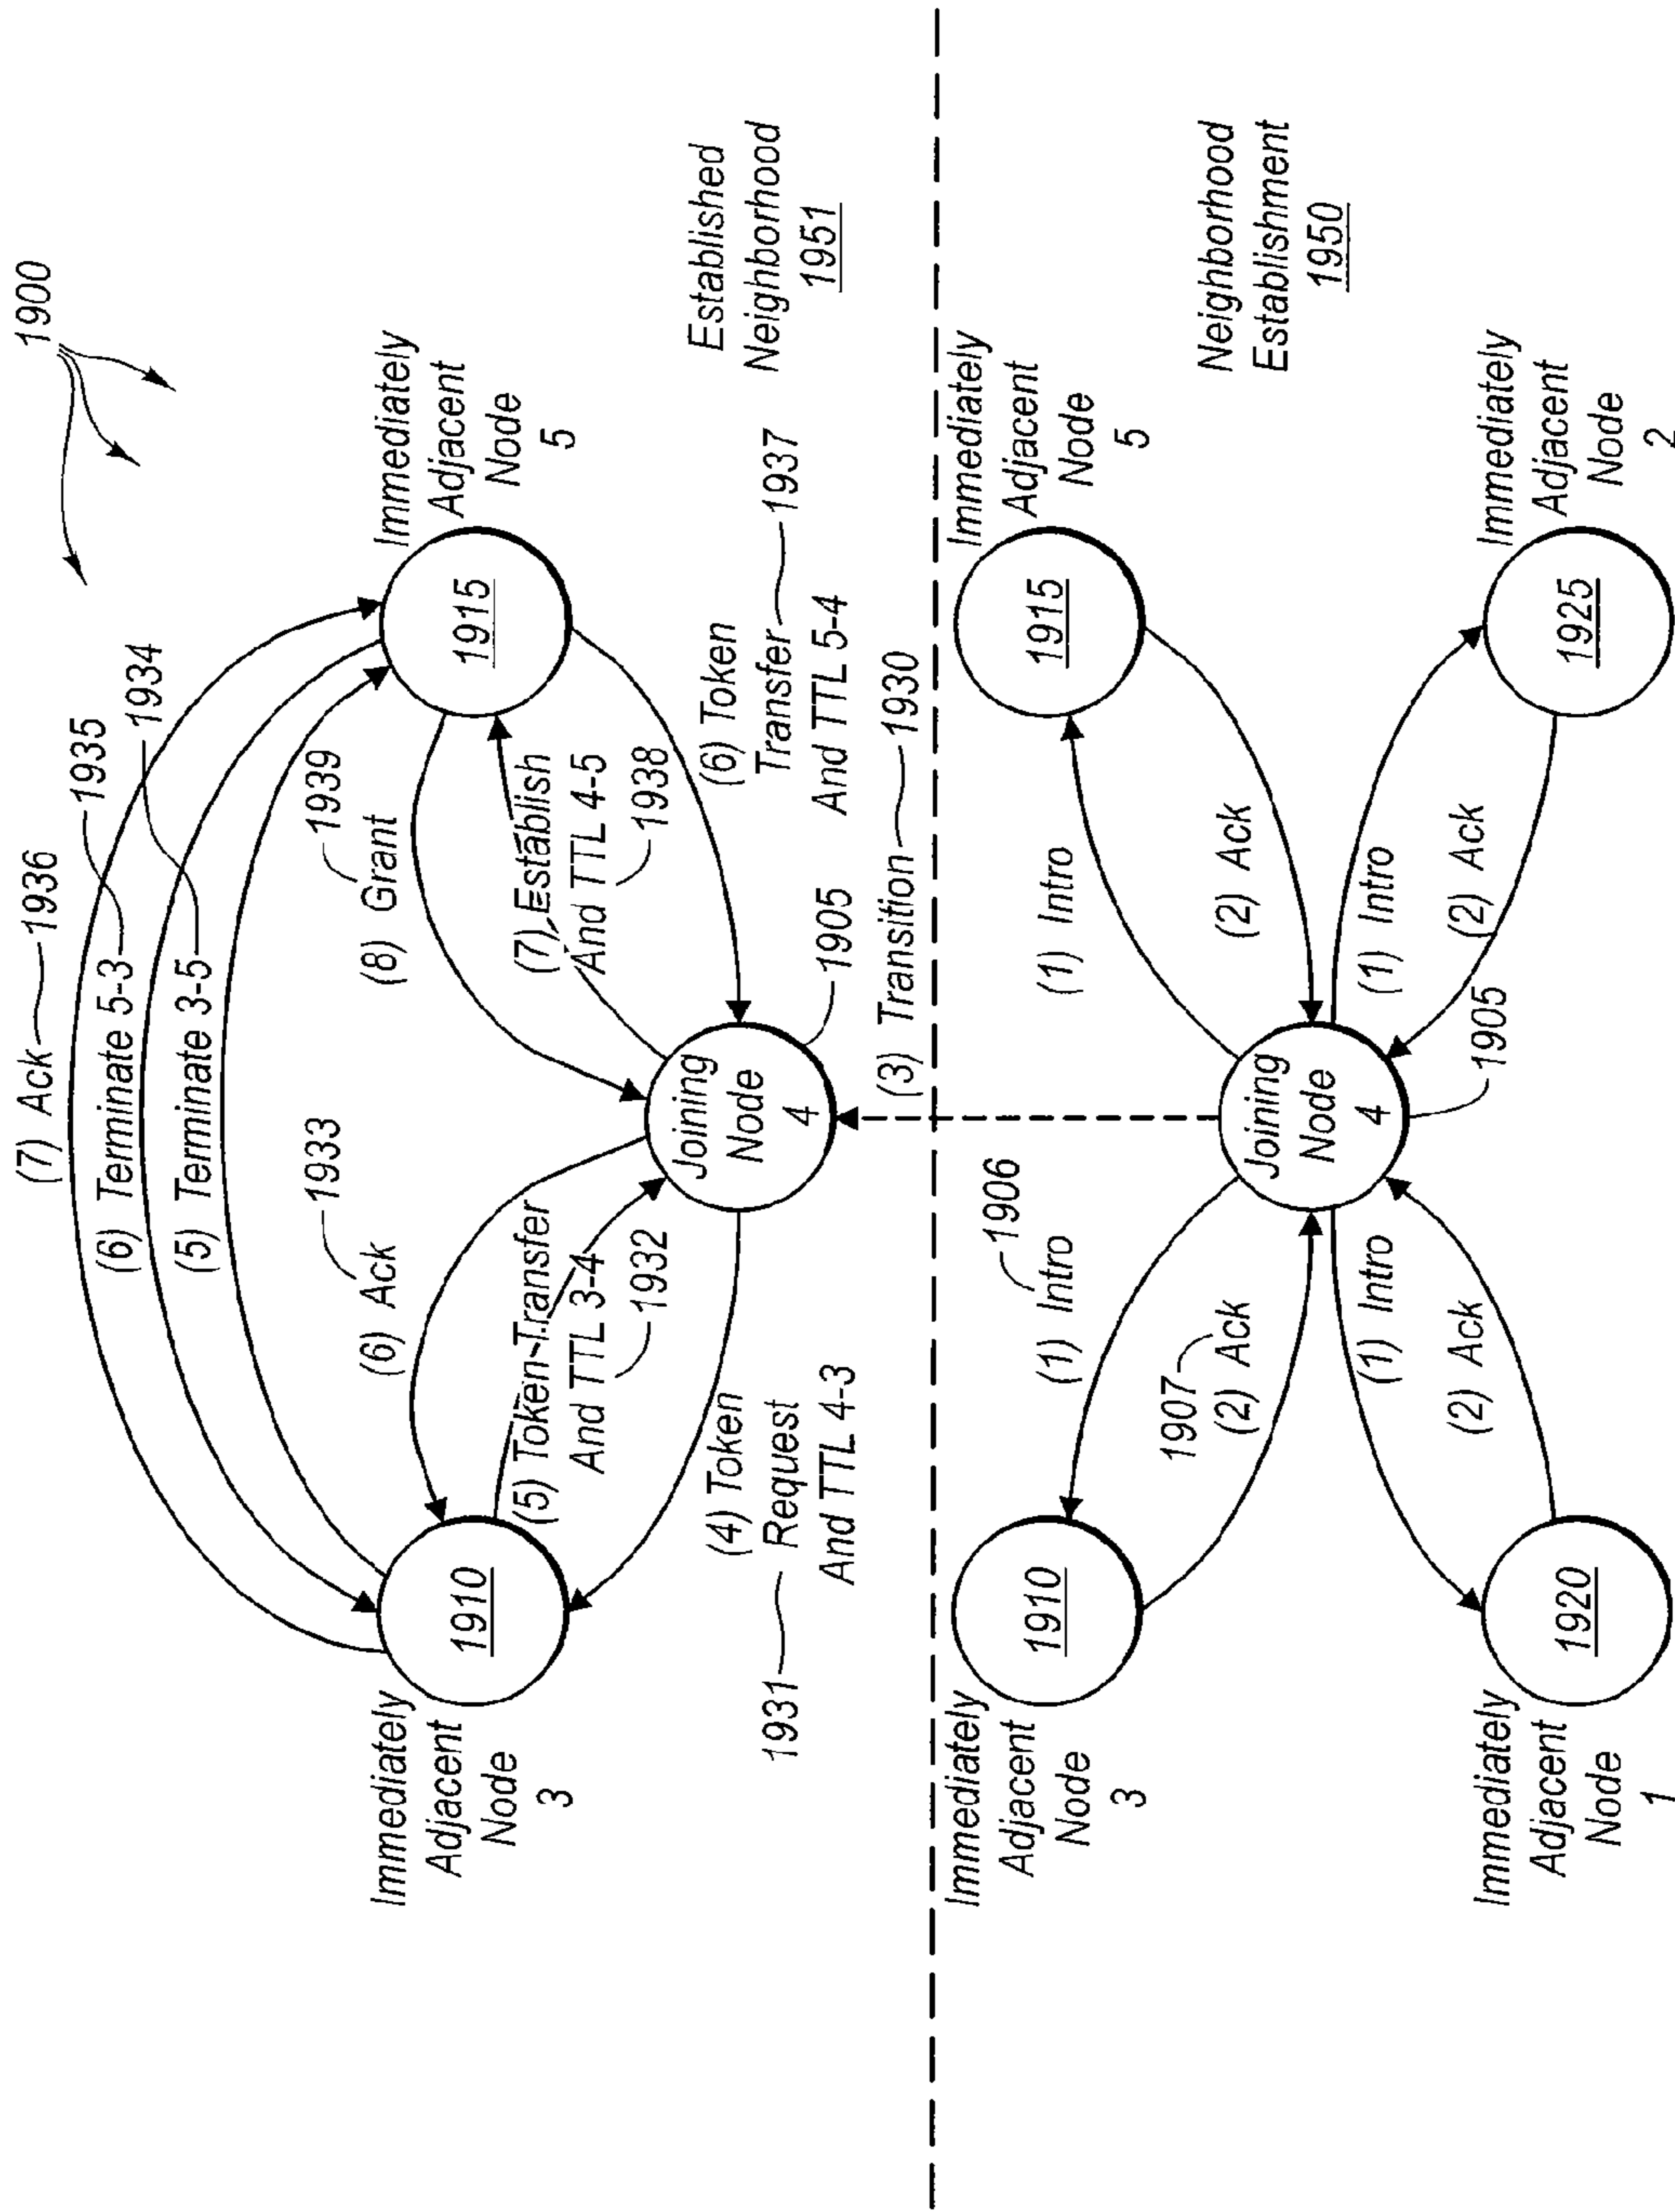 1900
(7) Ack
1936
(6) Terminate 5-3
1935
(5) Terminate 3-5
1934
1933
(6) Ack
1939
(8) Grant
Immediately
Adjacent
Node
3
1910
(5) Token-Transfer
And TTL 3-4
1932
(7) Establish
And TTL 4-5
1938
1915
Immediately
Adjacent
Node
5
Joining
Node
4
1905
1931
(4) Token
Request
And TTL 4-3
(6) Token
Transfer
And TTL 5-4
1937
Established
Neighborhood
1951
(3) Transition
1930
Immediately
Adjacent
Node
3
1910
1906
(1) Intro
1907
(2) Ack
(1) Intro
(2) Ack
1915
Immediately
Adjacent
Node
5
Joining
Node
4
1905
Neighborhood
Establishment
1950
(1) Intro
(2) Ack
(1) Intro
(2) Ack
Immediately
Adjacent
Node
1
1920
1925
Immediately
Adjacent
Node
2